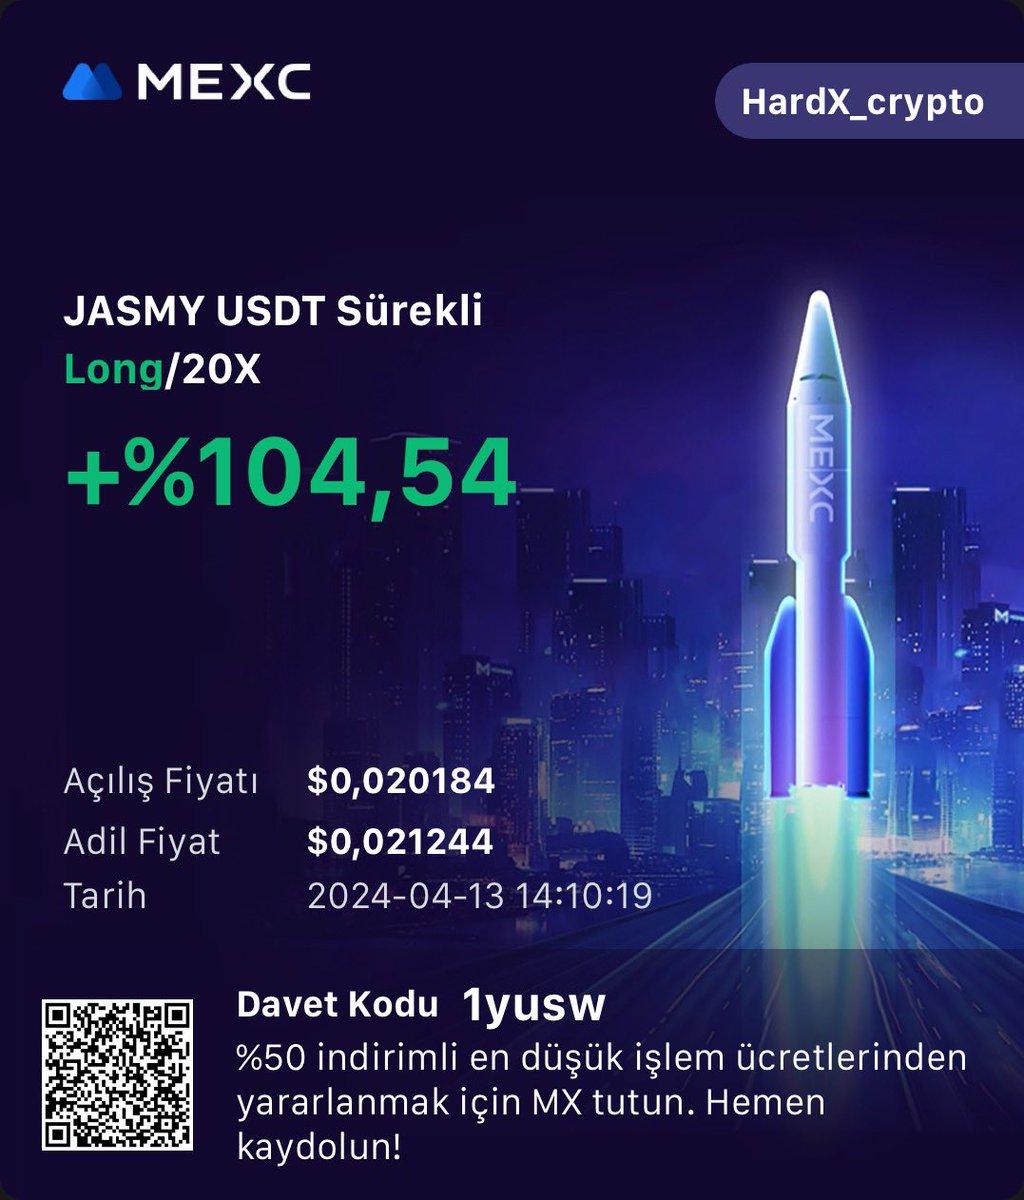 MEXC
HardX_crypto
JASMY USDT Sürekli
Long/20X
+%104,54
MEXC
M
M
Açılış Fiyatı $0,020184
Adil Fiyat $0,021244
Tarih 2024-04-13 14:10:19
Davet Kodu 1yusw
%50 indirimli en düşük işlem ücretlerinden
yararlanmak için MX tutun. Hemen
kaydolun!